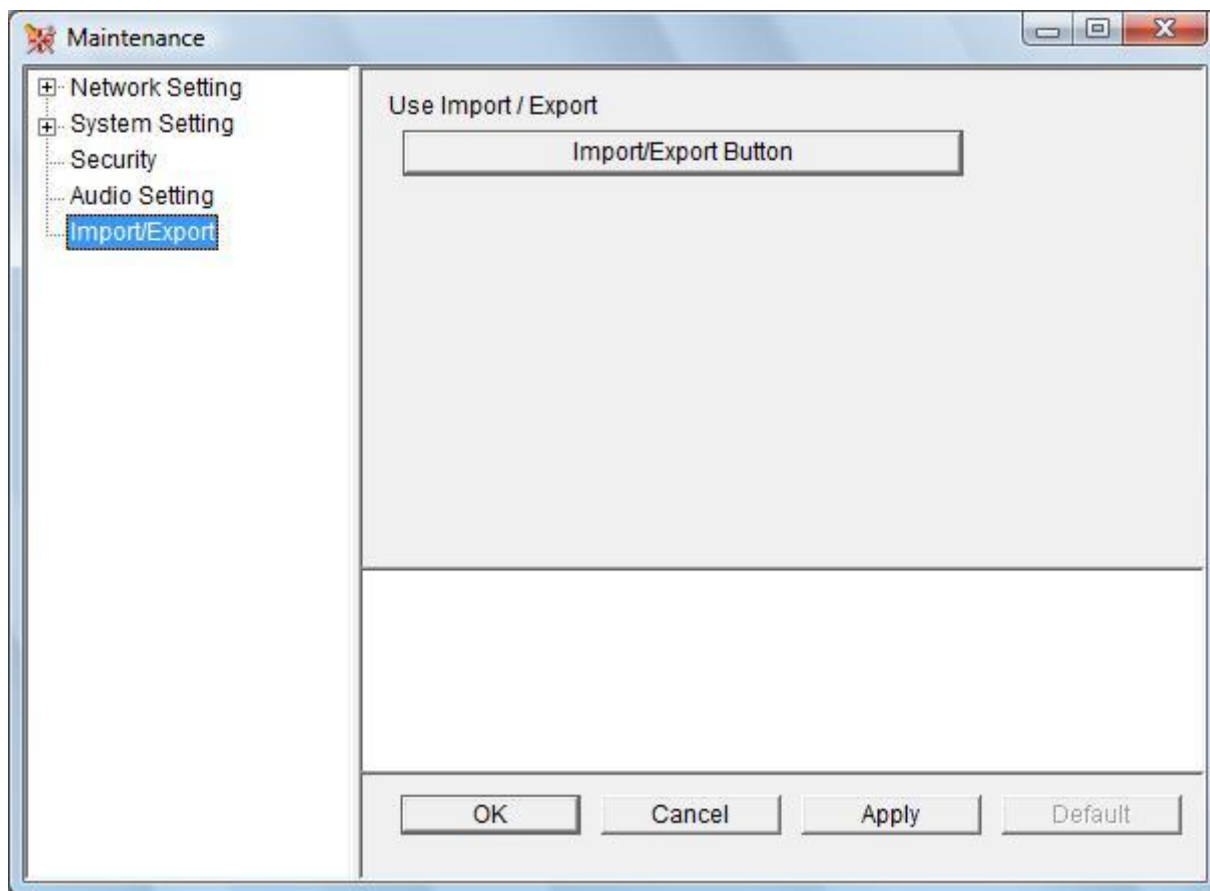 Maintenance
Network Setting
System Setting
Security
Audio Setting
Import/Export
Use Import / Export
Import/Export Button
OK Cancel Apply Default